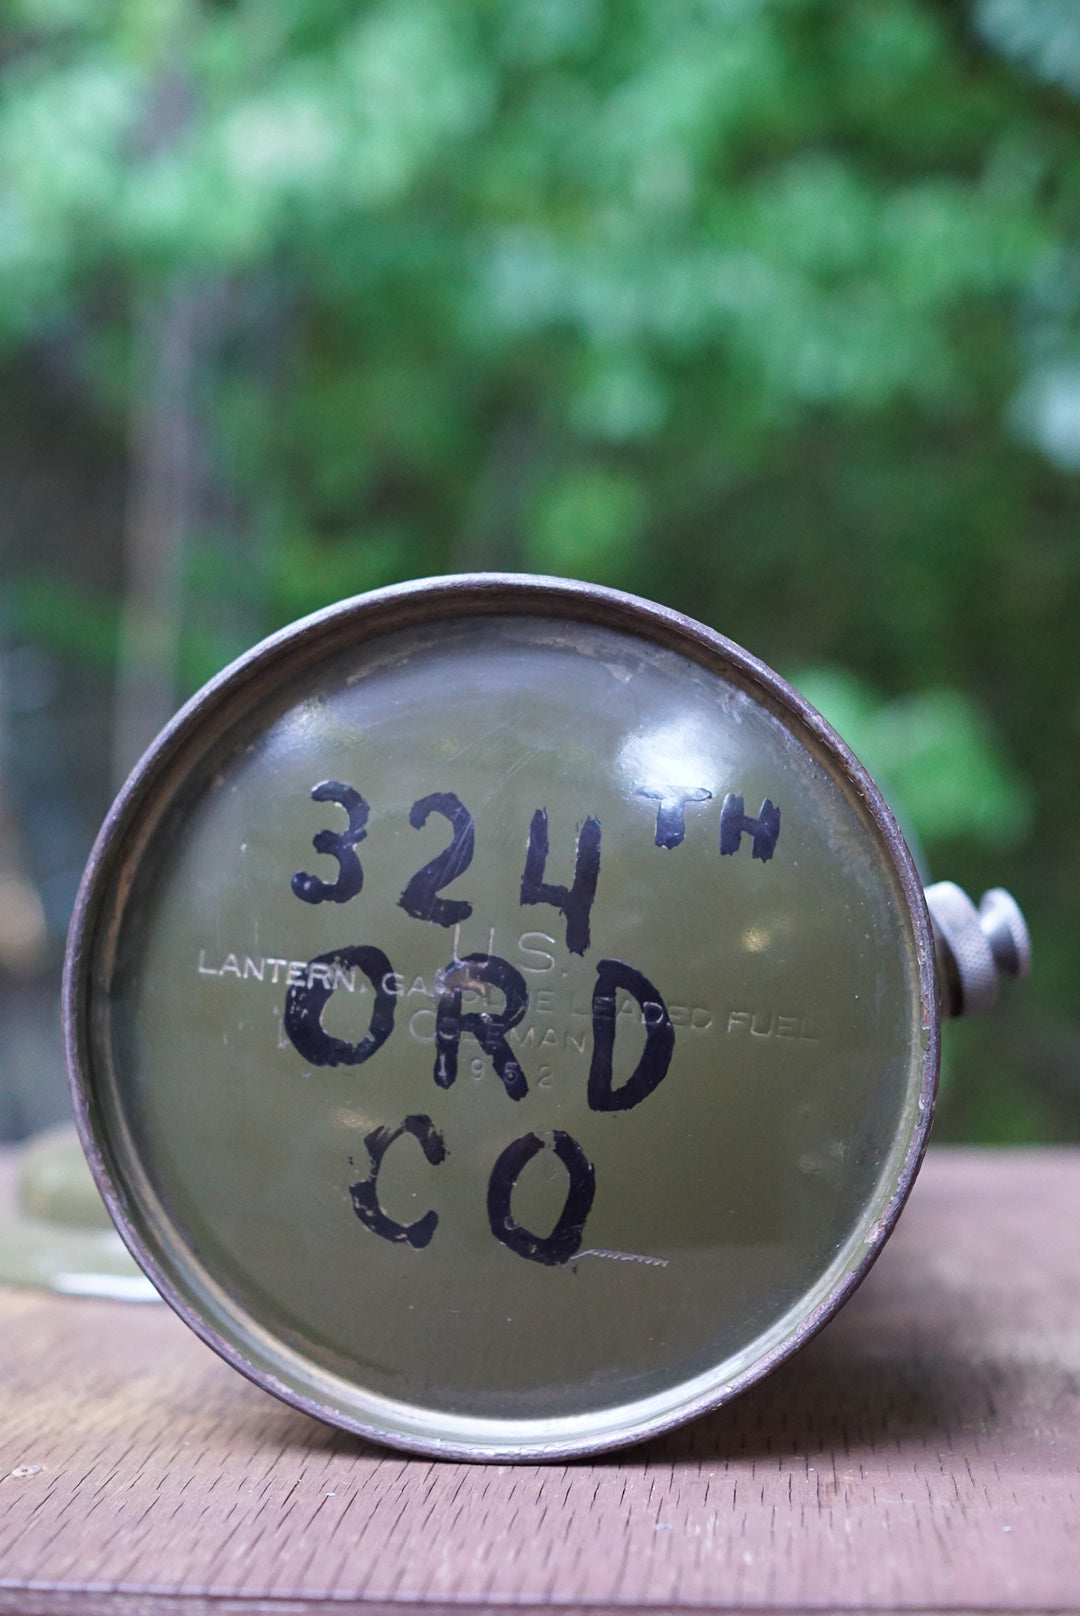 324TH
U.S.
LANTERN, GASOLINE LEADED FUEL
ORD
COLEMAN
1952
CO